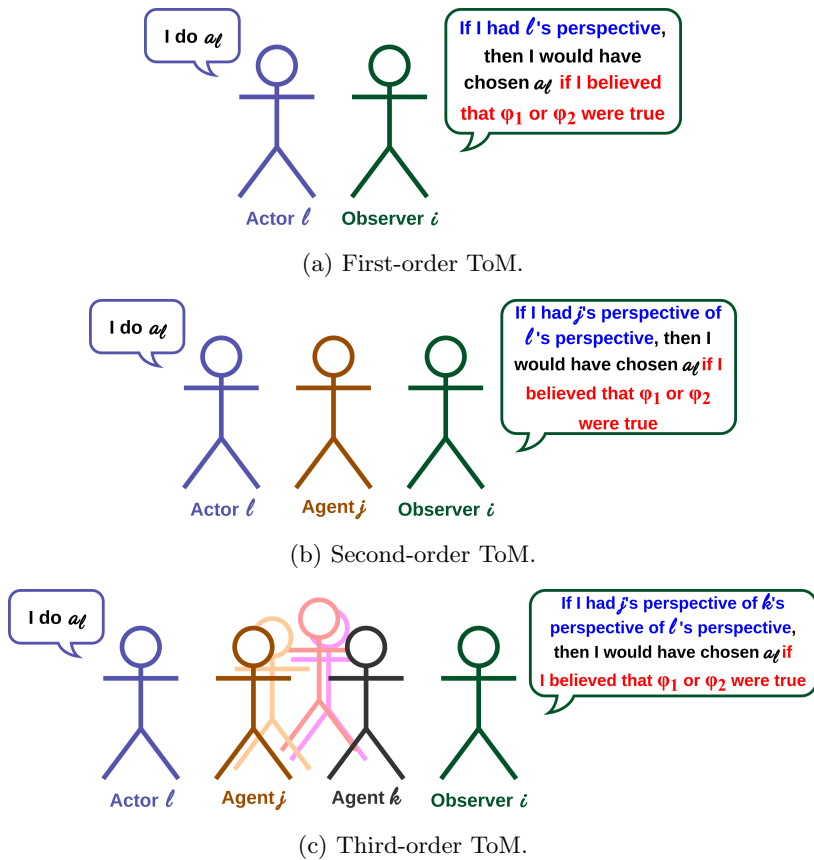 I do aℓ
If I had ℓ's perspective,
then I would have
chosen aℓ if I believed
that φ1 or φ2 were true
Actor ℓ
Observer i
(a) First-order ToM.
I do aℓ
If I had j's perspective of
ℓ's perspective, then I
would have chosen aℓ if I
believed that φ1 or φ2
were true
Actor ℓ
Agent j
Observer i
(b) Second-order ToM.
I do aℓ
If I had j's perspective of k's
perspective of ℓ's perspective,
then I would have chosen aℓ if
I believed that φ1 or φ2 were true
Actor ℓ
Agent j
Agent k
Observer i
(c) Third-order ToM.